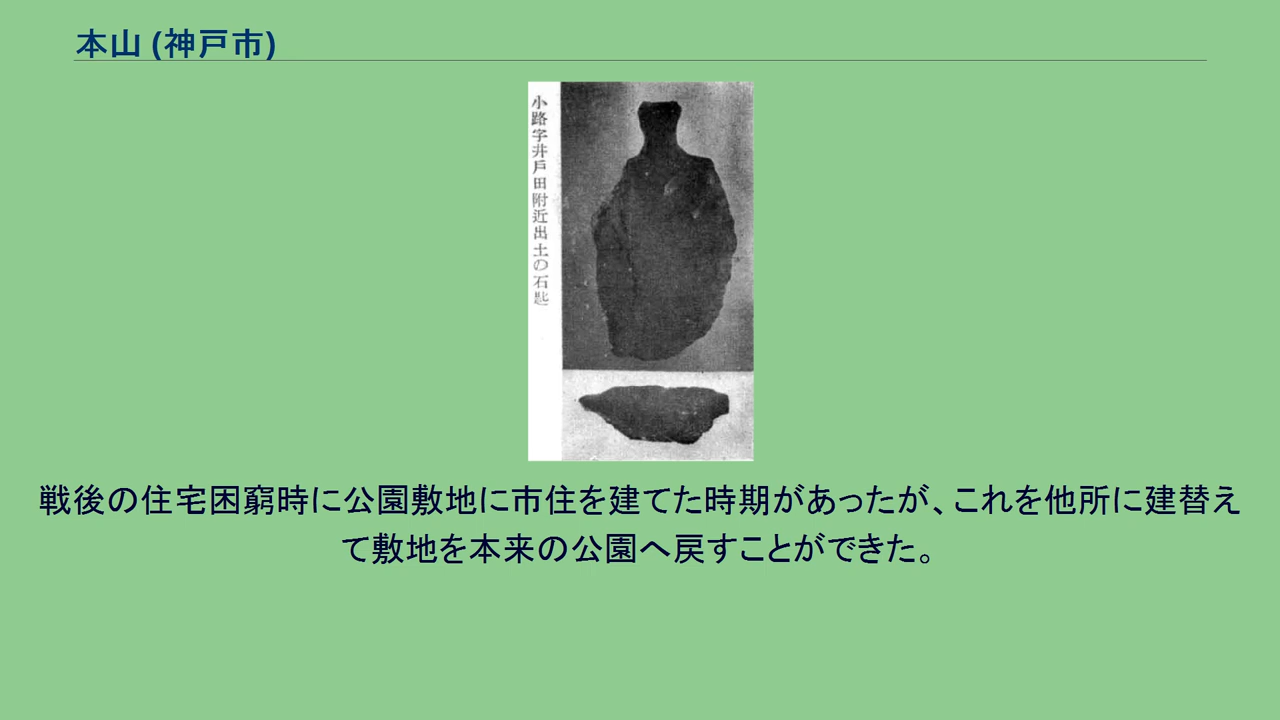 本山 (神戸市)
小路字井戶田附近出土の石匙
戦後の住宅困窮時に公園敷地に市住を建てた時期があったが、これを他所に建替え
て敷地を本来の公園へ戻すことができた。